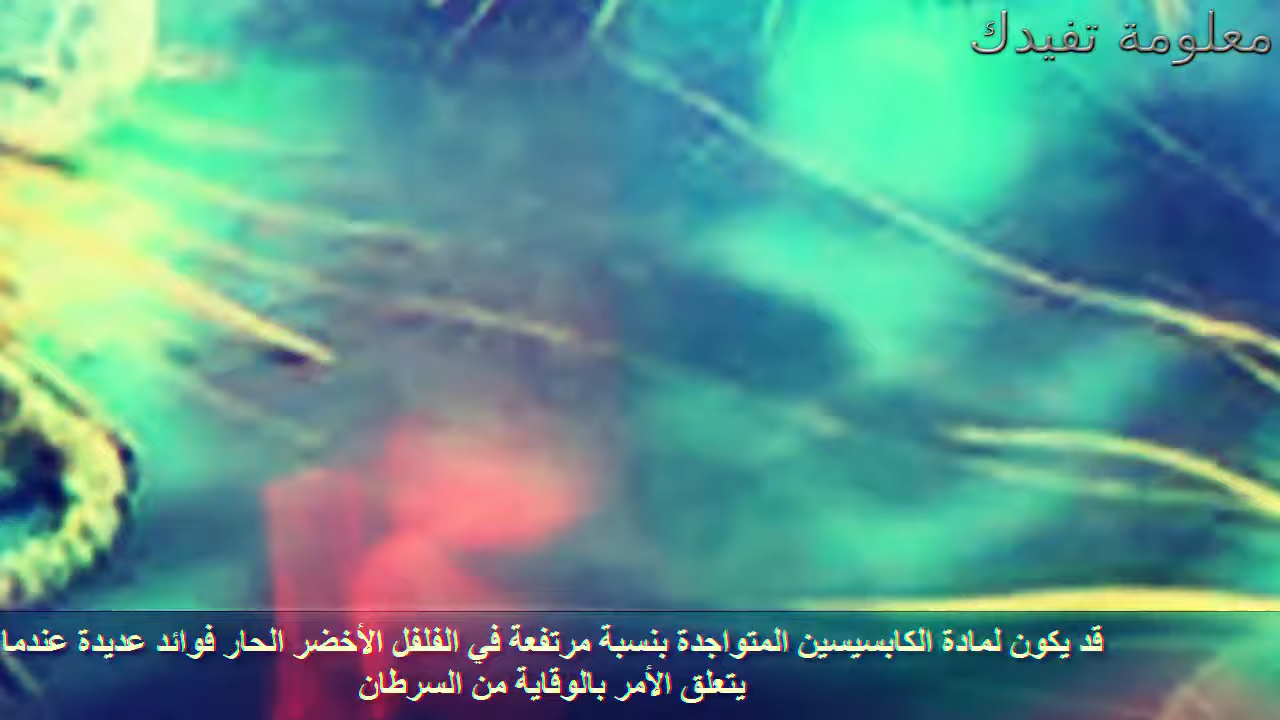 معلومة تفيدك
قد يكون لمادة الكابسيسين المتواجدة بنسبة مرتفعة في الفلفل الأخضر الحار فوائد عديدة عندما
يتعلق الأمر بالوقاية من السرطان